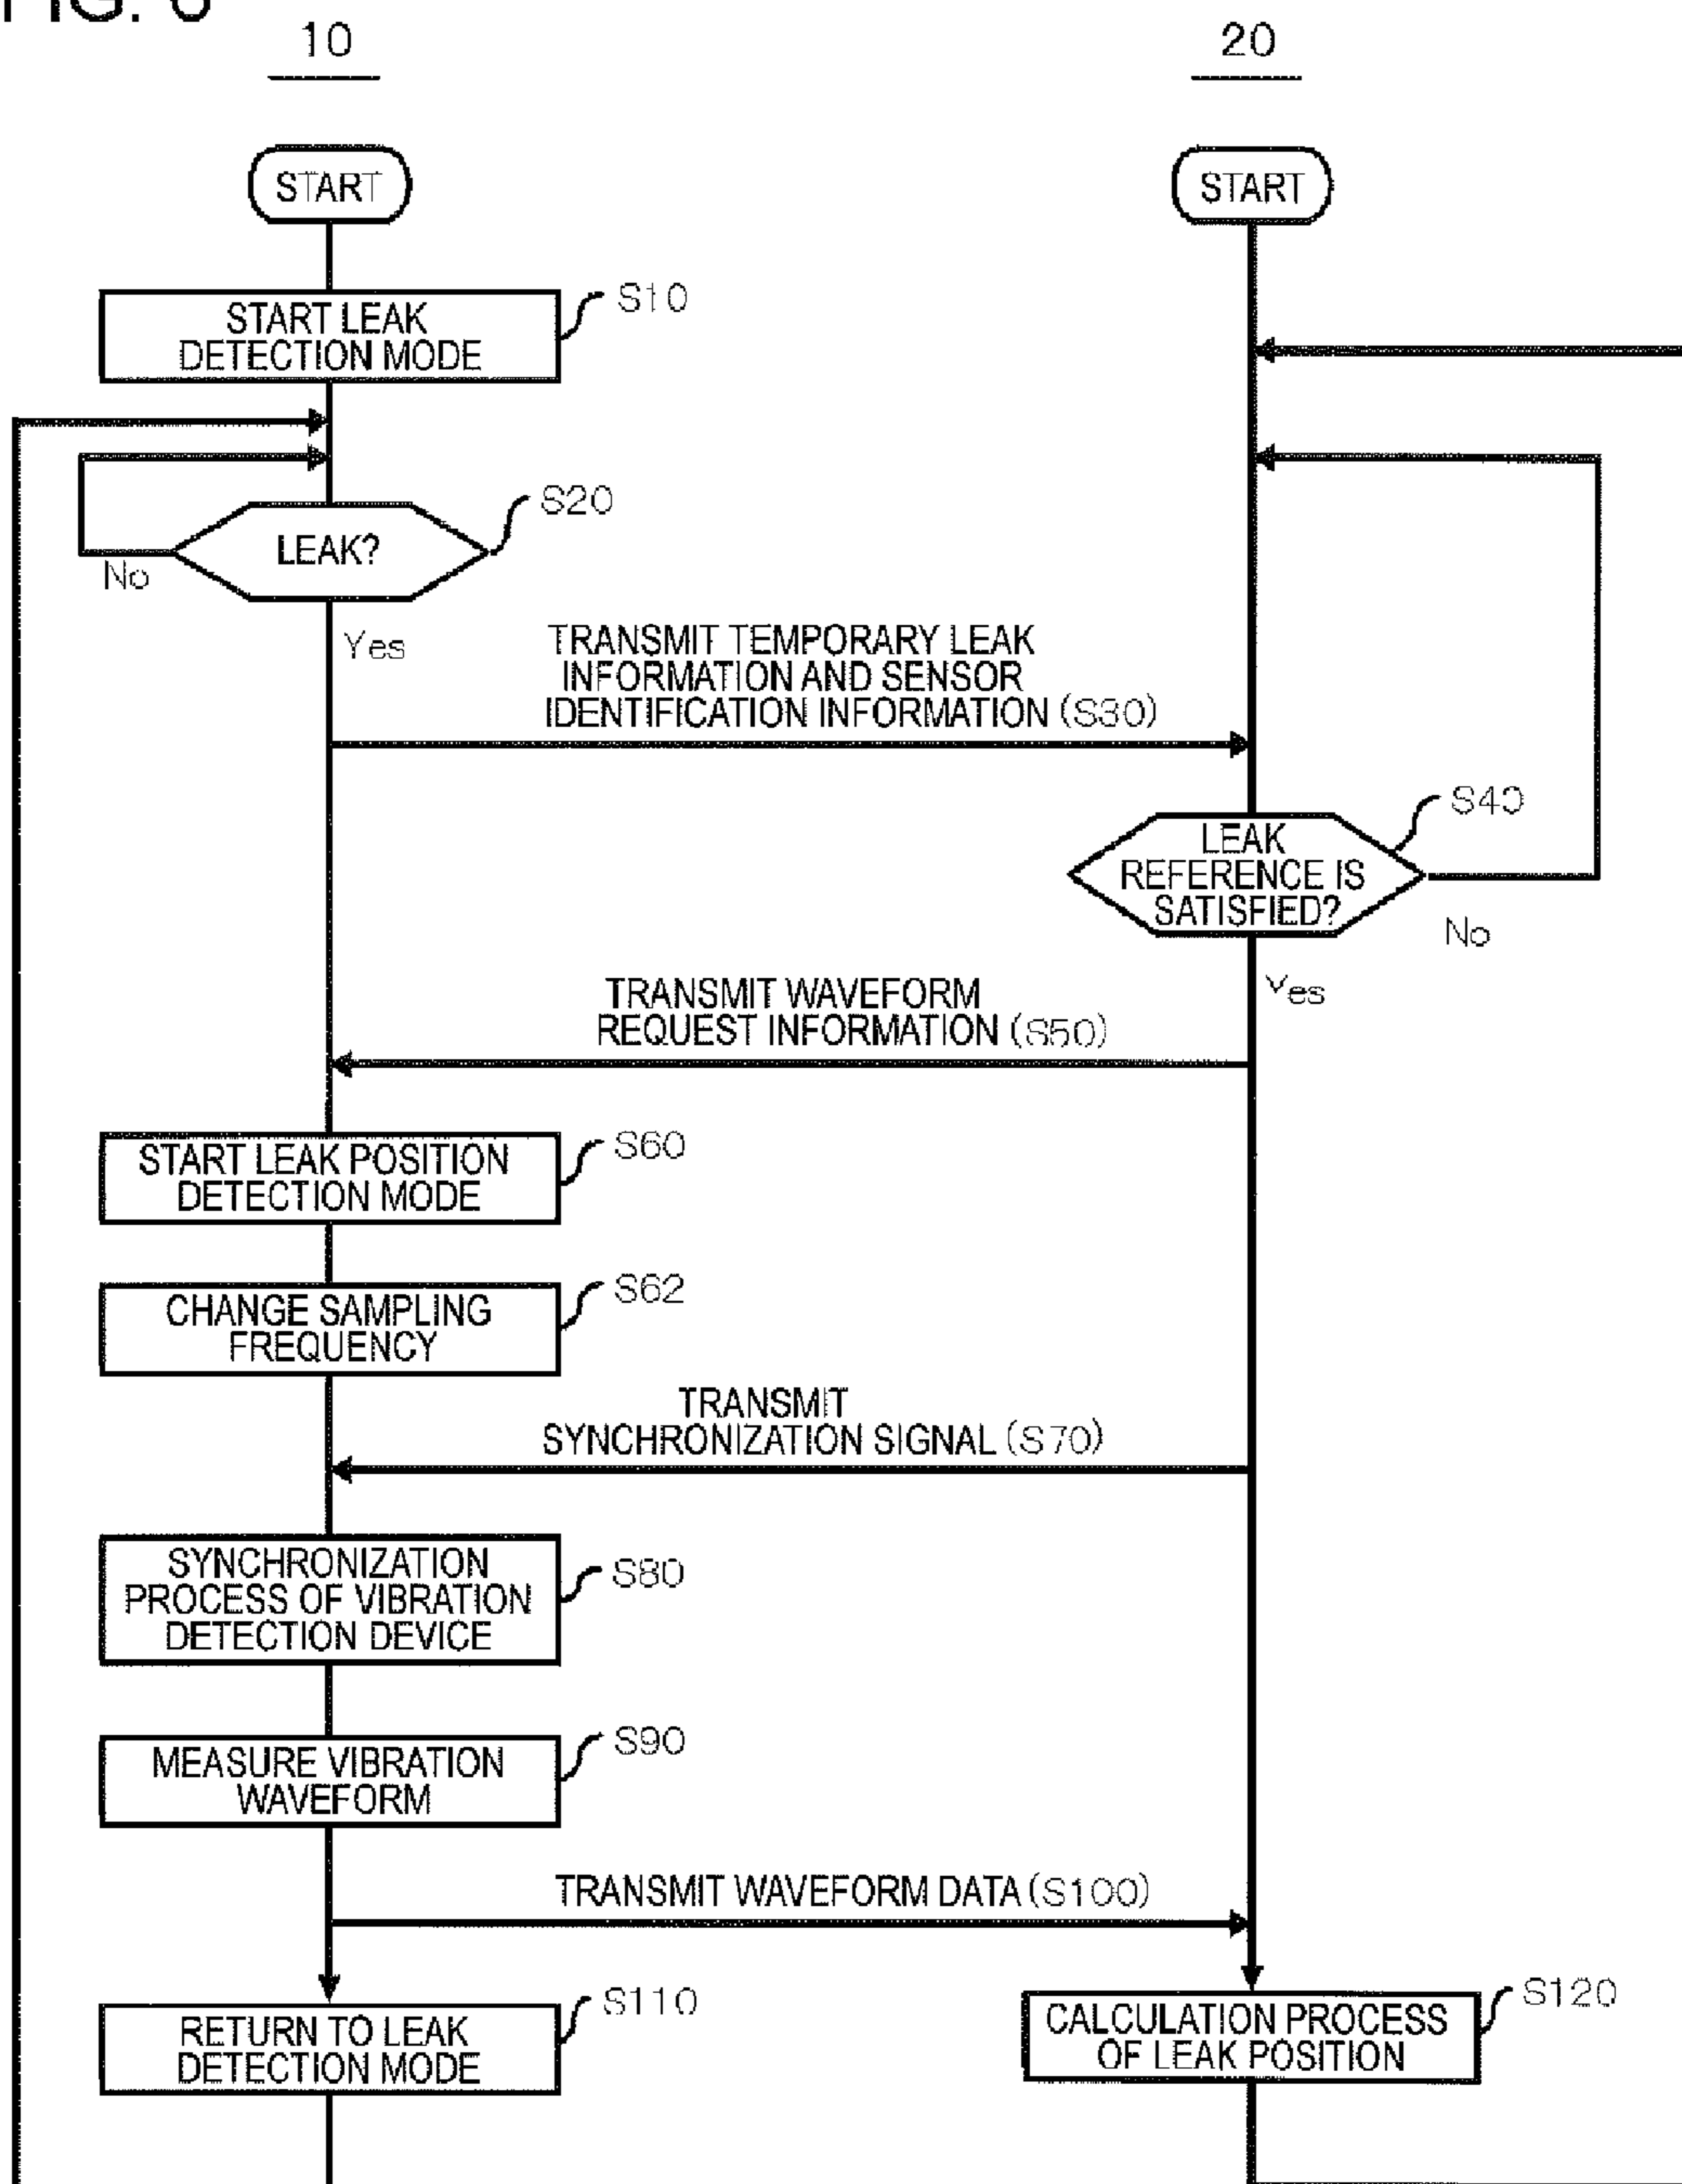 10
20
START
START
START LEAK
DETECTION MODE
S10
LEAK?
S20
No
Yes
TRANSMIT TEMPORARY LEAK
INFORMATION AND SENSOR
IDENTIFICATION INFORMATION (S30)
LEAK
REFERENCE IS
SATISFIED?
S40
No
Yes
TRANSMIT WAVEFORM
REQUEST INFORMATION (S50)
START LEAK POSITION
DETECTION MODE
S60
CHANGE SAMPLING
FREQUENCY
S62
TRANSMIT
SYNCHRONIZATION SIGNAL (S70)
SYNCHRONIZATION
PROCESS OF VIBRATION
DETECTION DEVICE
S80
MEASURE VIBRATION
WAVEFORM
S90
TRANSMIT WAVEFORM DATA (S100)
RETURN TO LEAK
DETECTION MODE
S110
CALCULATION PROCESS
OF LEAK POSITION
S120